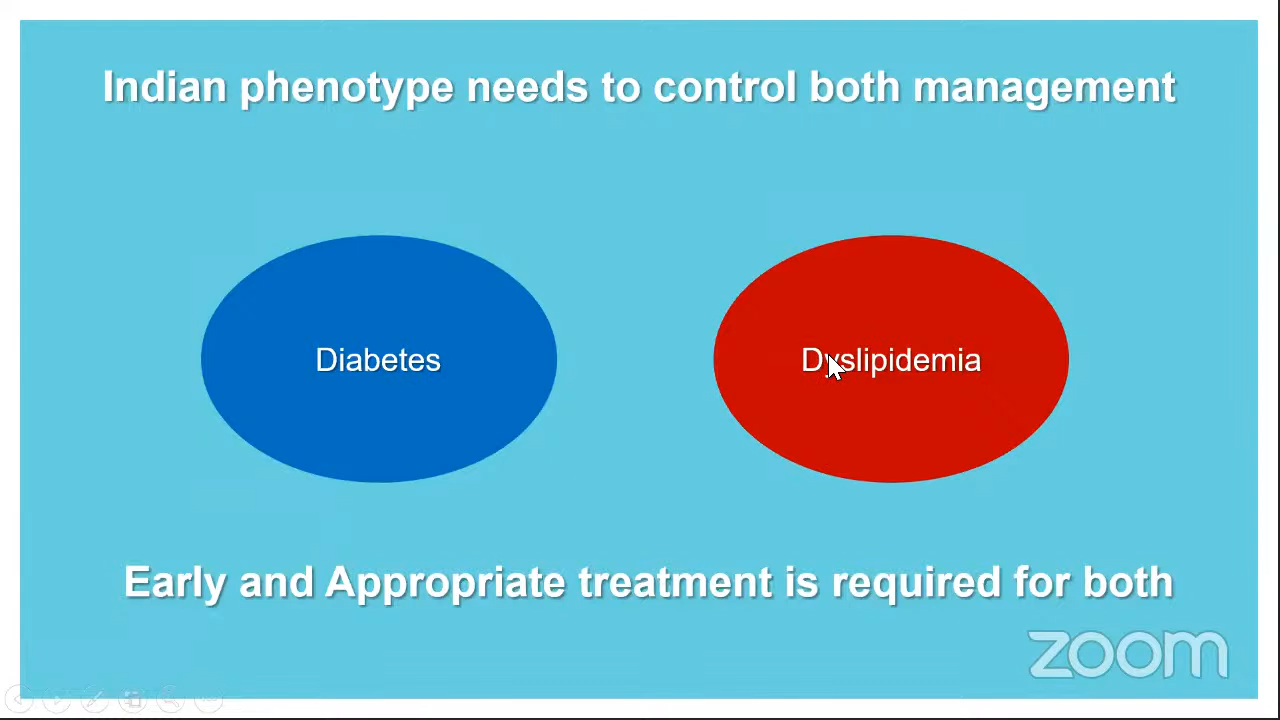 Indian phenotype needs to control both management
Diabetes
Dyslipidemia
Early and Appropriate treatment is required for both
zoom